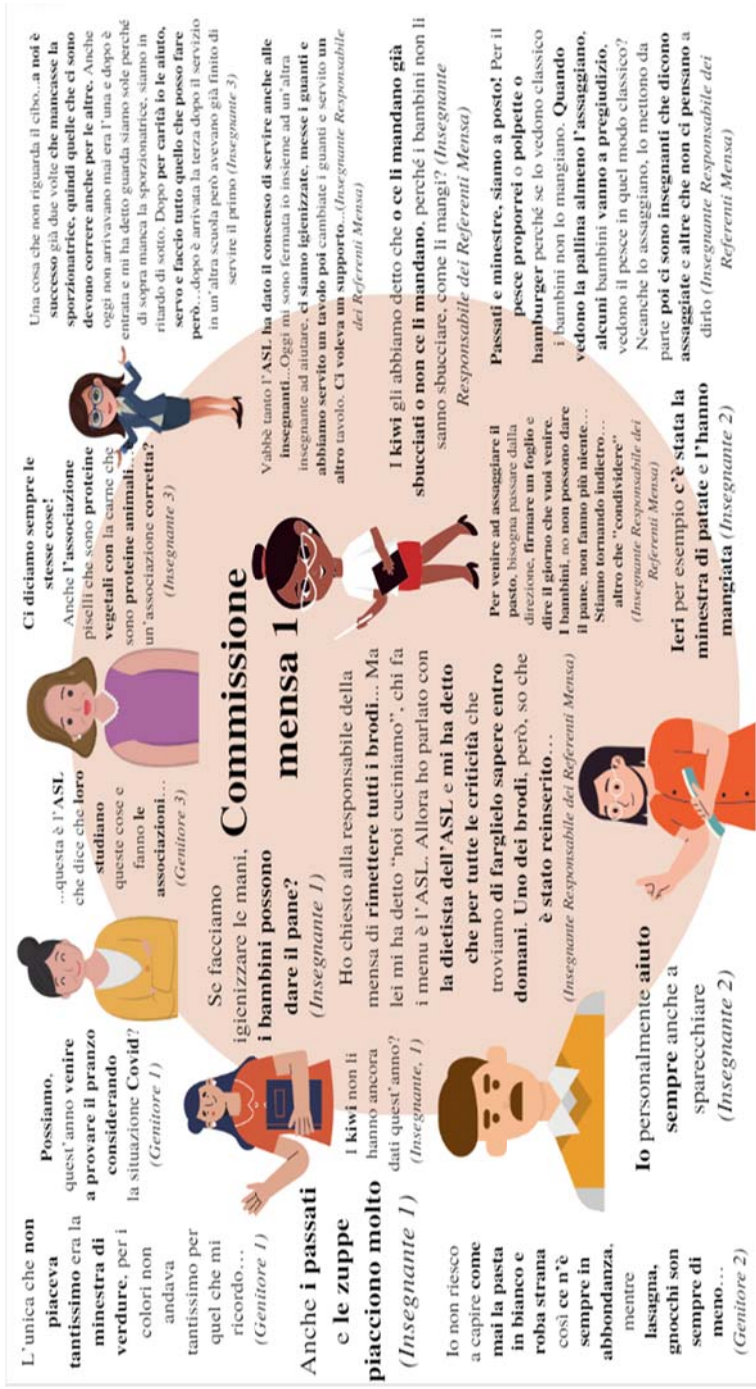 L'unica che non
piaceva
tantissimo era la
minestra di
verdure, per i
colori non
andava
tantissimo per
quel che mi
ricordo…
(Genitore 1)
Possiamo,
quest'anno venire
a provare il pranzo
considerando
la situazione Covid?
(Genitore 1)
...questa è l'ASL
che dice che loro
studiano
queste cose e
fanno le
associazioni…
(Genitore 3)
Ci diciamo sempre le
stesse cose!
Anche l'associazione
piselli che sono proteine
vegetali con la carne che
sono proteine animali…
un'associazione corretta?
(Insegnante 3)
Una cosa che non riguarda il cibo...a noi è
successo già due volte che mancasse la
sporzionatrice, quindi quelle che ci sono
devono correre anche per le altre. Anche
oggi non arrivavano mai era l'una e dopo è
entrata e mi ha detto guarda siamo sole perché
di sopra manca la sporzionatrice, siamo in
ritardo di sotto. Dopo per carità io le aiuto,
servo e faccio tutto quello che posso fare
però…dopo è arrivata la terza dopo il servizio
in un'altra scuola però avevano già finito di
servire il primo (Insegnante 3)
Anche i passati
e le zuppe
piacciono molto
(Insegnante 1)
I kiwi non li
hanno ancora
dati quest'anno?
(Insegnante, 1)
Se facciamo
igienizzare le mani,
i bambini possono
dare il pane?
(Insegnante 1)
Commissione
mensa 1
Vabbè tanto l'ASL ha dato il consenso di servire anche alle
insegnanti…Oggi mi sono fermata io insieme ad un'altra
insegnante ad aiutare, ci siamo igienizzate, messe i guanti e
abbiamo servito un tavolo poi cambiate i guanti e servito un
altro tavolo. Ci voleva un supporto…(Insegnante Responsabile
dei Referenti Mensa)
Ho chiesto alla responsabile della
mensa di rimettere tutti i brodi… Ma
lei mi ha detto "noi cuciniamo", chi fa
i menu è l'ASL. Allora ho parlato con
la dietista dell'ASL e mi ha detto
che per tutte le criticità che
troviamo di farglielo sapere entro
domani. Uno dei brodi, però, so che
è stato reinserito…
(Insegnante Responsabile dei Referenti Mensa)
I kiwi gli abbiamo detto che o ce li mandano già
sbucciati o non ce li mandano, perché i bambini non li
sanno sbucciare, come li mangi? (Insegnante
Responsabile dei Referenti Mensa)
Io non riesco
a capire come
mai la pasta
in bianco e
roba strana
così ce n'è
sempre in
abbondanza,
mentre
lasagna,
gnocchi son
sempre di
meno…
(Genitore 2)
Io personalmente aiuto
sempre anche a
sparecchiare
(Insegnante 2)
Per venire ad assaggiare il
pasto, bisogna passare dalla
direzione, firmare un foglio e
dire il giorno che vuoi venire.
I bambini, no non possono dare
il pane, non fanno più niente…
Stiamo tornando indietro…
altro che "condividere"
(Insegnante Responsabile dei
Referenti Mensa)
Ieri per esempio c'è stata la
minestra di patate e l'hanno
mangiata (Insegnante 2)
Passati e minestre, siamo a posto! Per il
pesce proporrei o polpette o
hamburger perché se lo vedono classico
i bambini non lo mangiano. Quando
vedono la pallina almeno l'assaggiano,
alcuni bambini vanno a pregiudizio,
vedono il pesce in quel modo classico?
Neanche lo assaggiano, lo mettono da
parte poi ci sono insegnanti che dicono
assaggiate e altre che non ci pensano a
dirlo (Insegnante Responsabile dei
Referenti Mensa)